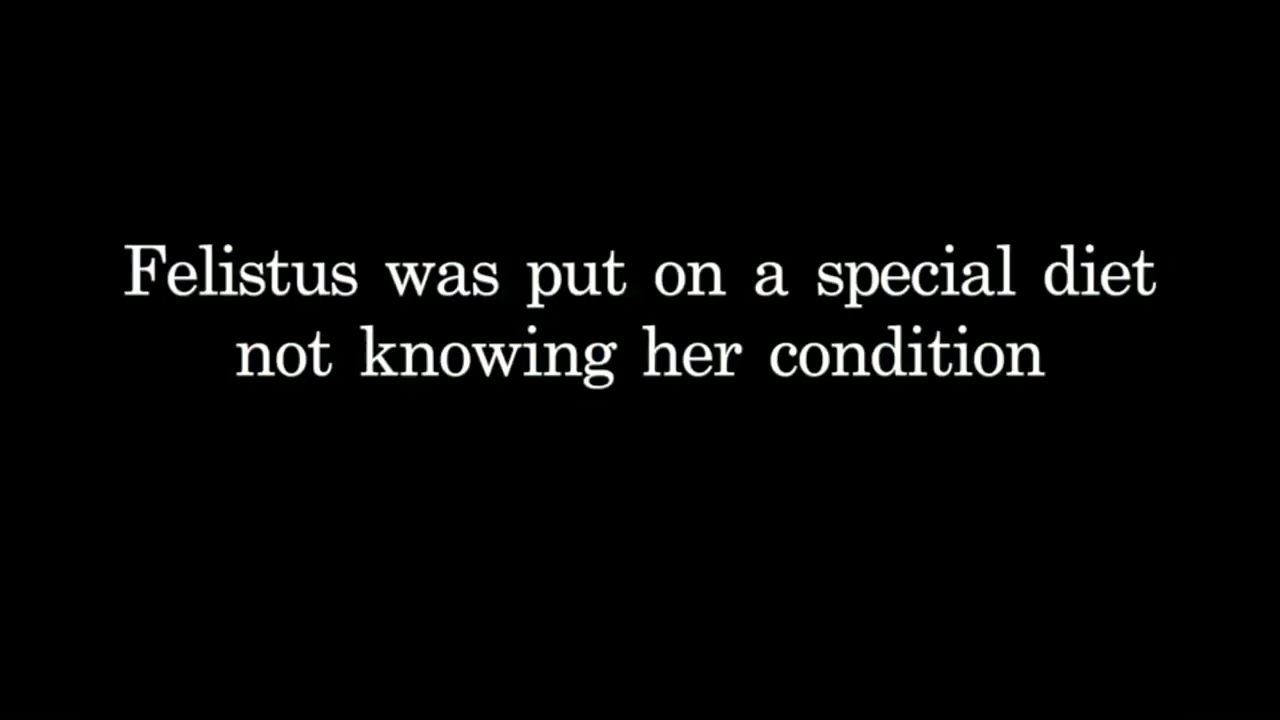 Felistus was put on a special diet
not knowing her condition